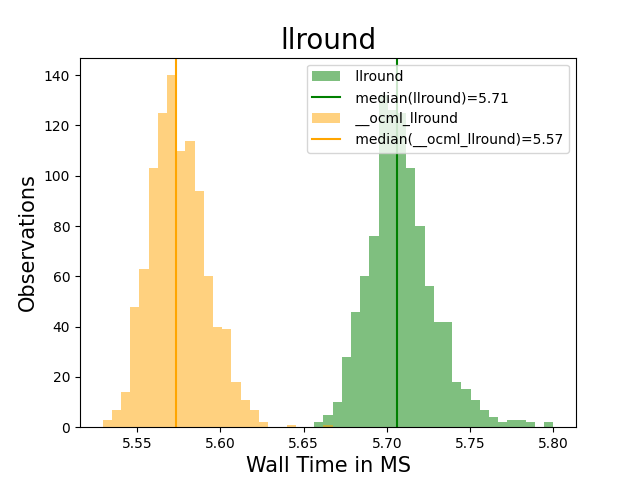 llround
llround
median(llround)=5.71
__ocml_llround
median(__ocml_llround)=5.57
Observations
140
120
100
80
60
40
20
0
5.55 5.60 5.65 5.70 5.75 5.80
Wall Time in MS